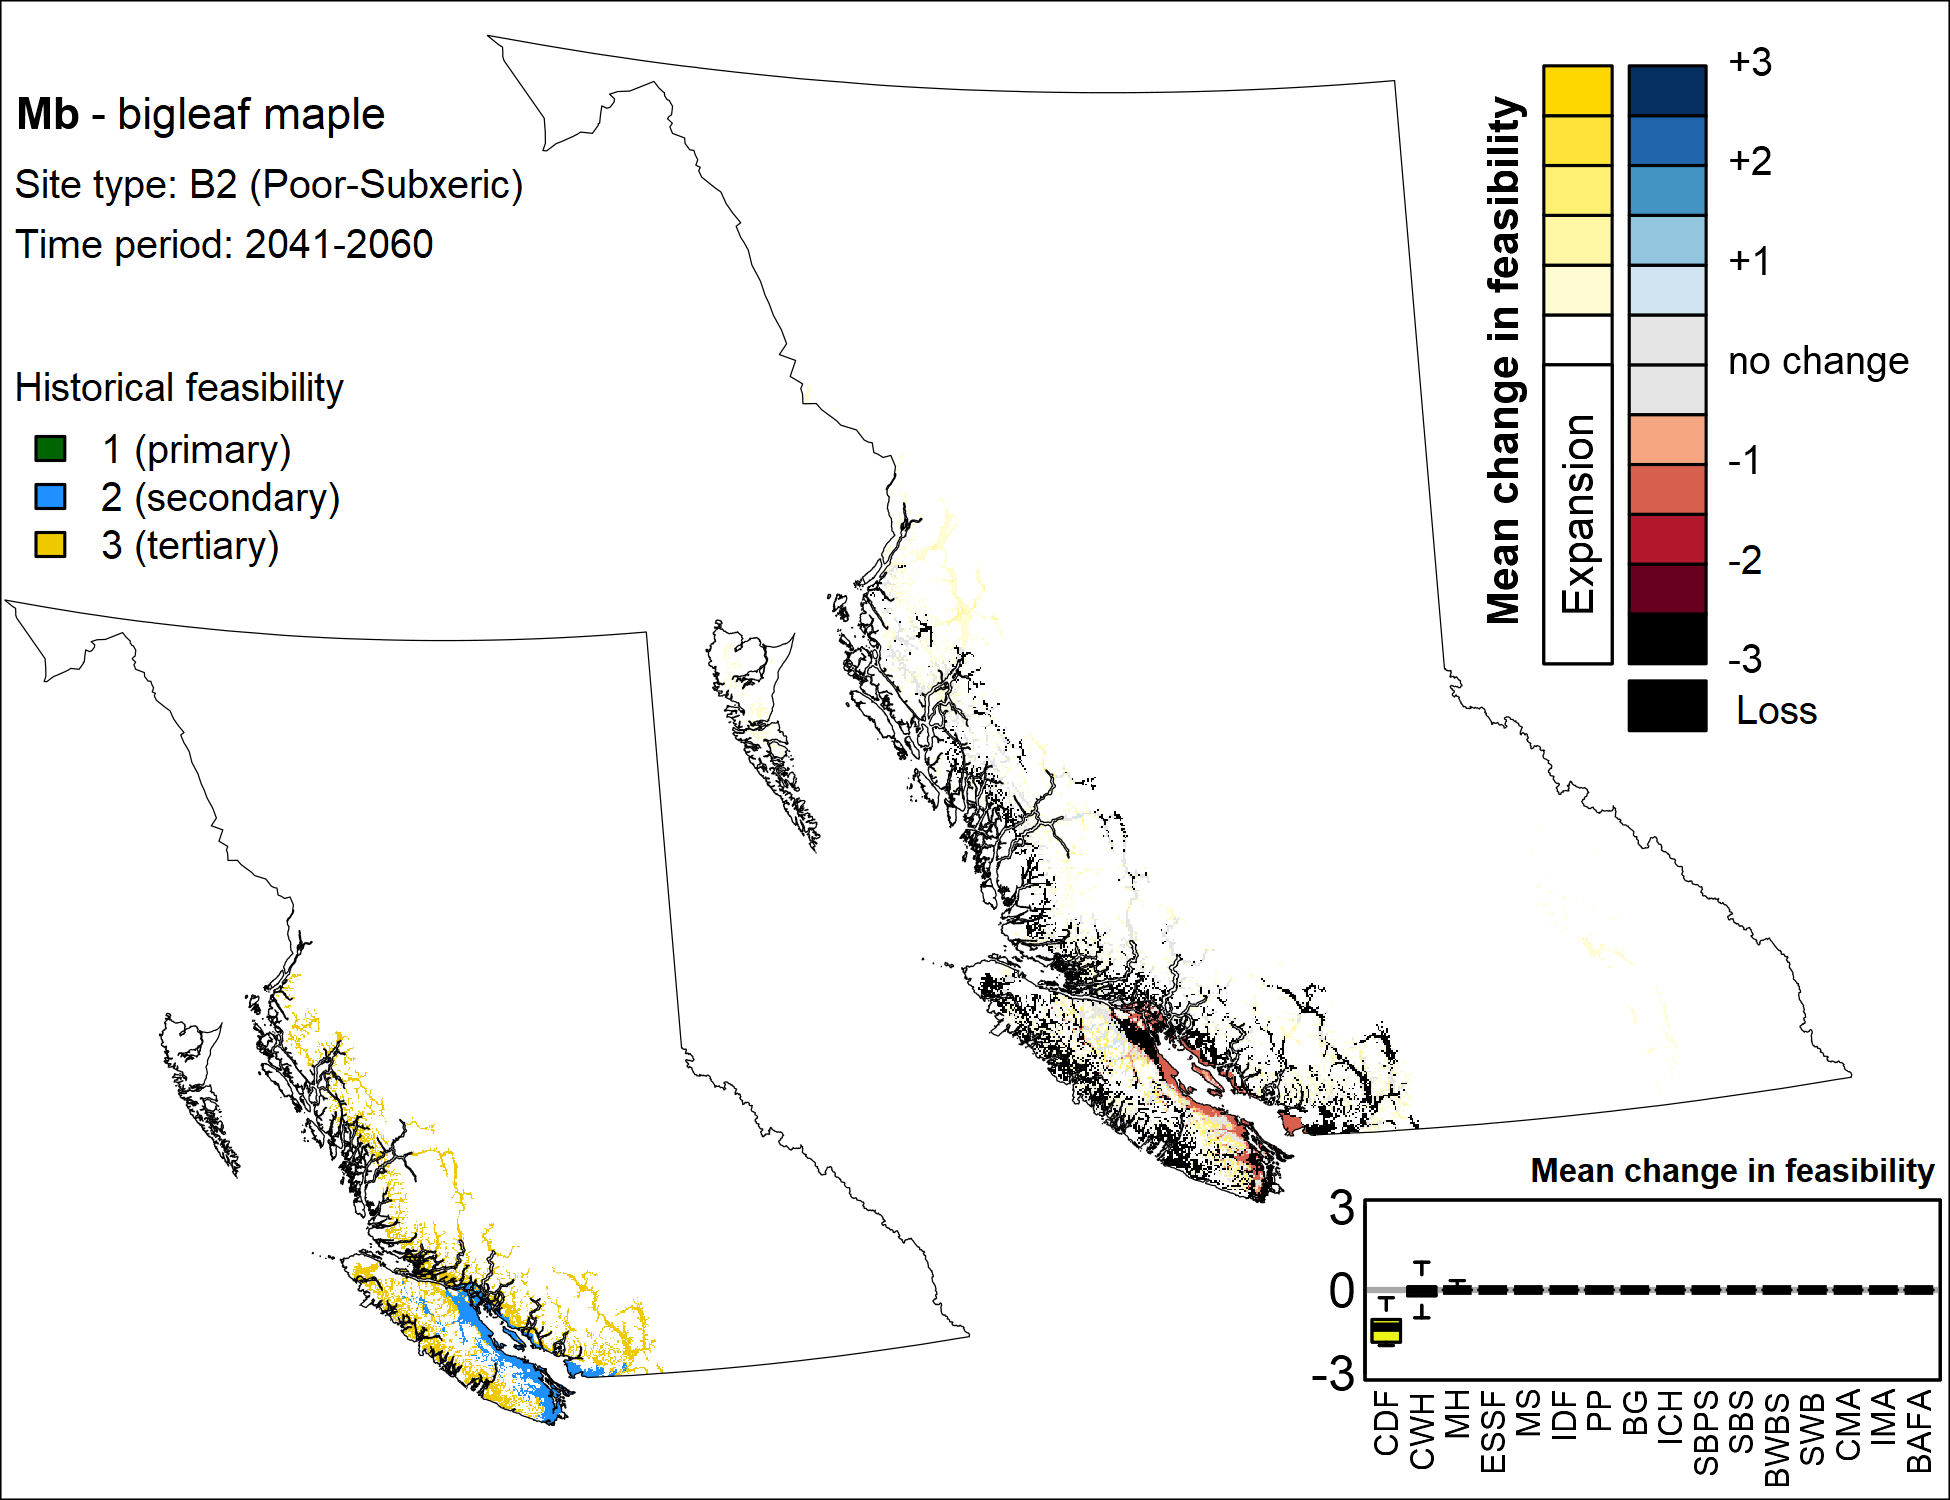 Mb - bigleaf maple
Site type: B2 (Poor-Subxeric)
Time period: 2041-2060
Historical feasibility
1 (primary)
2 (secondary)
3 (tertiary)
Mean change in feasibility
Expansion
+3
+2
+1
no change
-1
-2
-3
Loss
Mean change in feasibility
3
0
-3
CDF
CWH
MH
ESSF
MS
IDF
PP
BG
ICH
SBPS
SBS
BWBS
SWB
CMA
IMA
BAFA